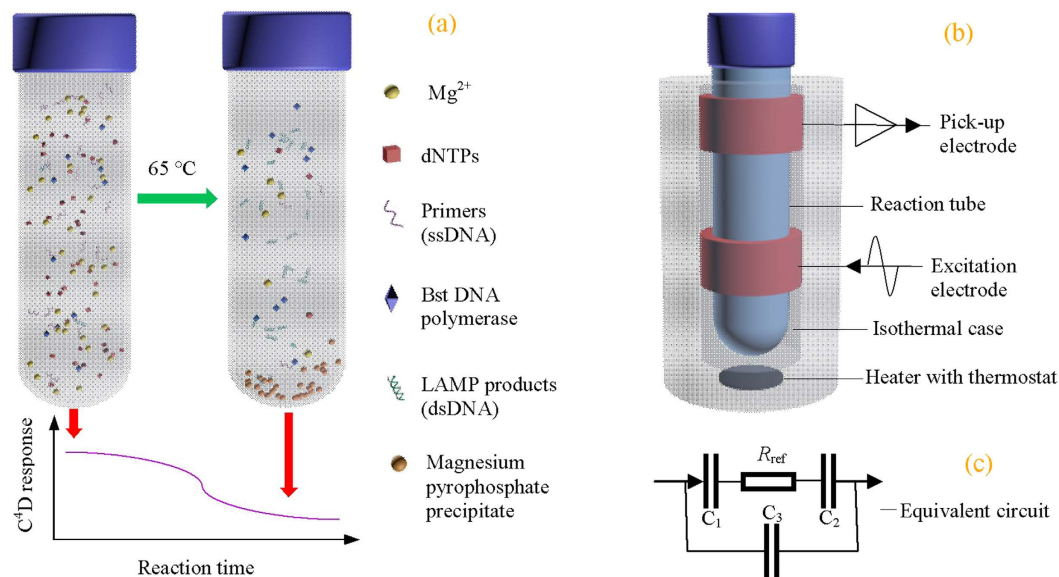 (a)
65 °C
Mg²⁺
dNTPs
Primers
(ssDNA)
Bst DNA
polymerase
LAMP products
(dsDNA)
Magnesium
pyrophosphate
precipitate
C⁴D response
Reaction time
(b)
Pick-up
electrode
Reaction tube
Excitation
electrode
Isothermal case
Heater with thermostat
(c)
R_ref
C₁
C₃
C₂
Equivalent circuit